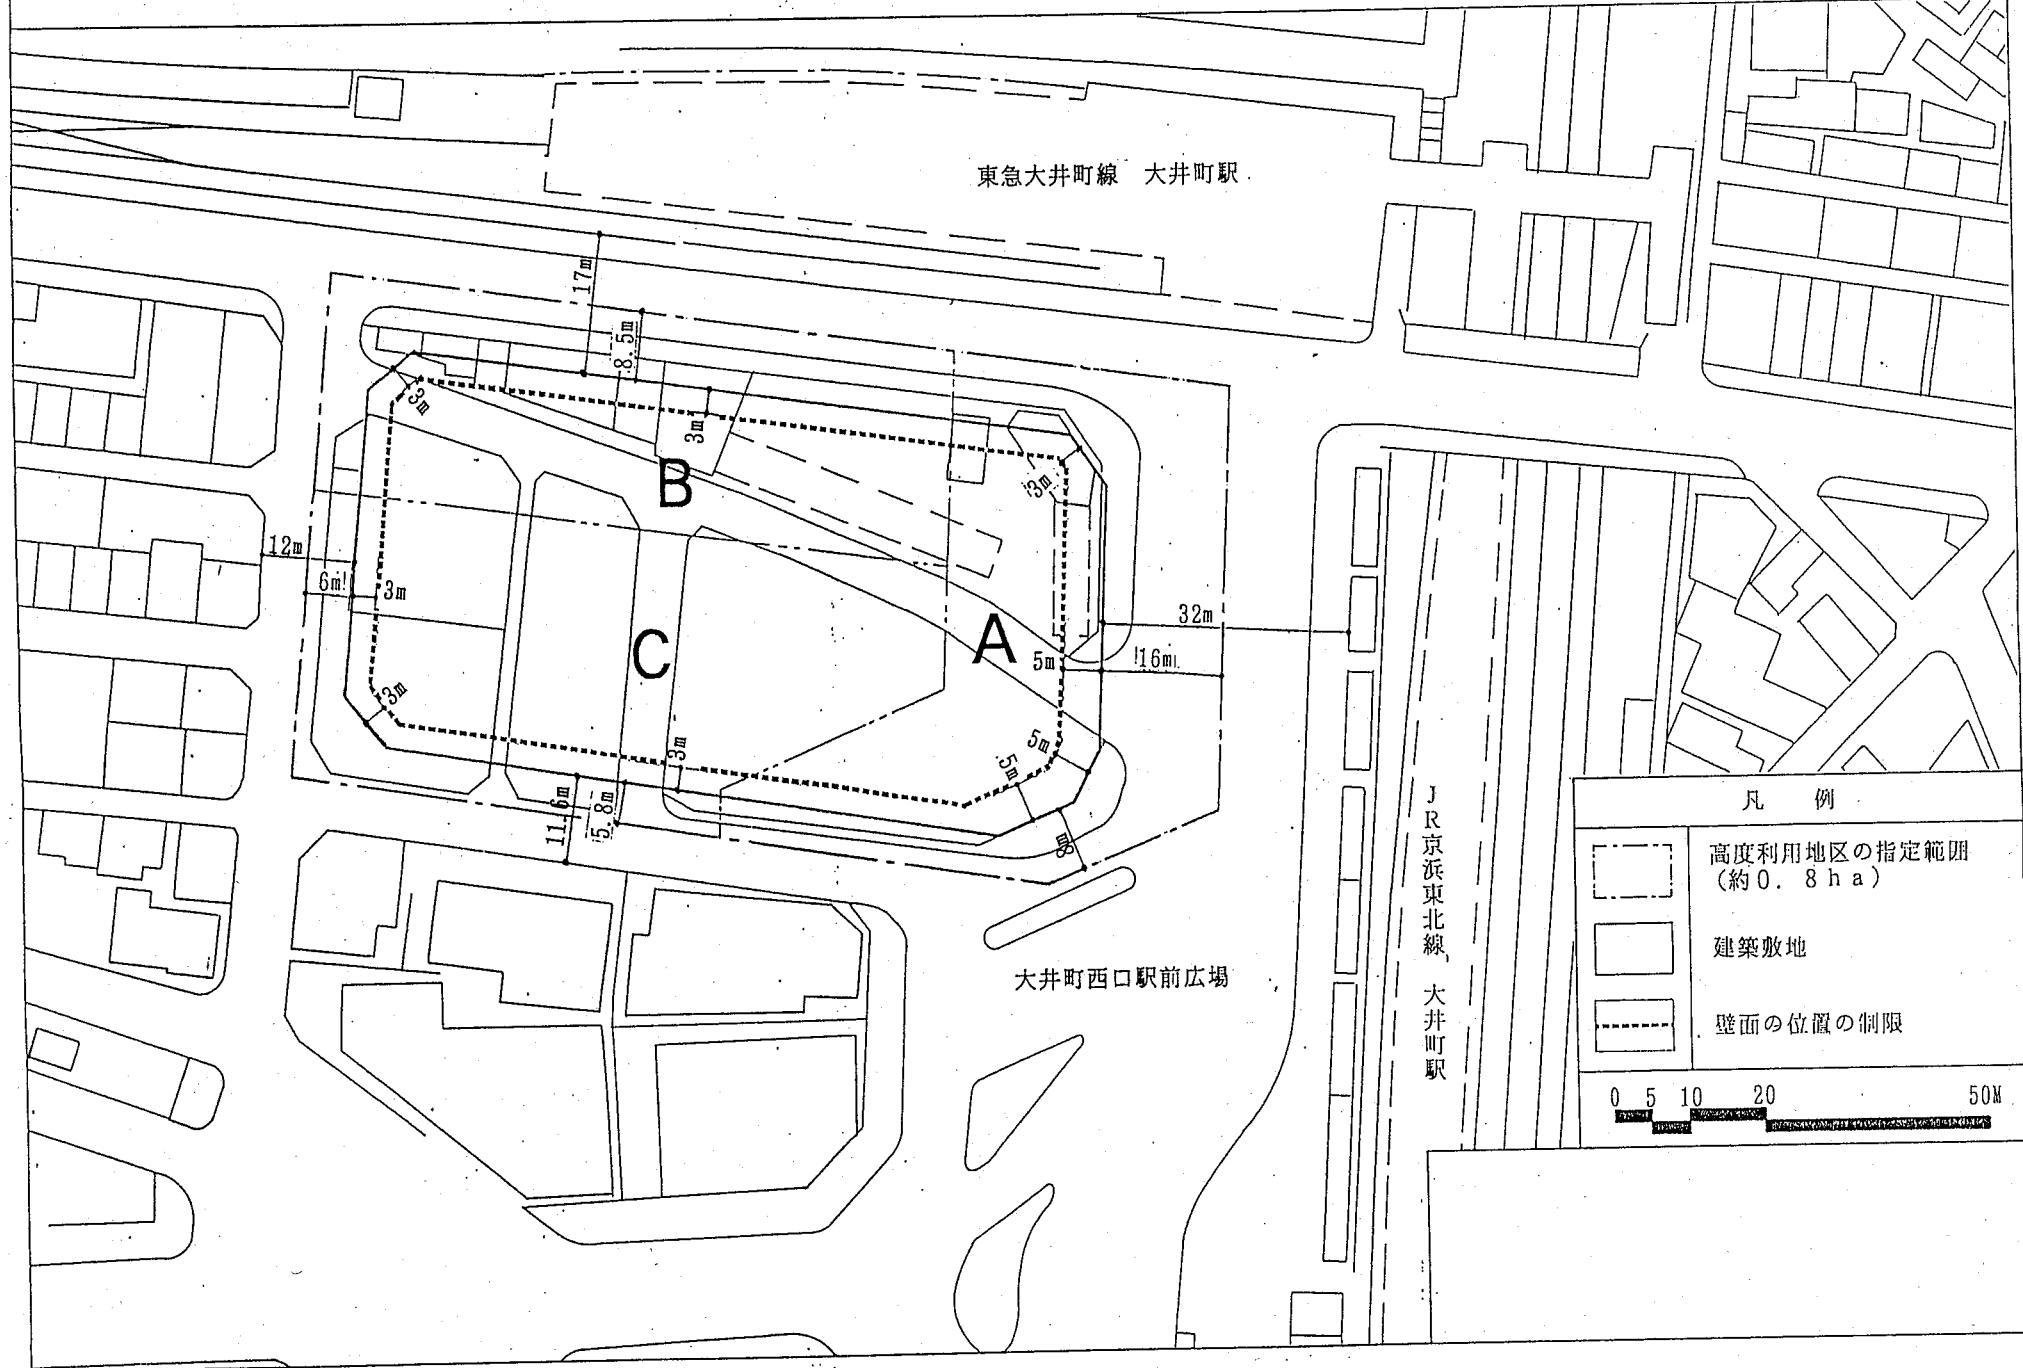 東急大井町線 大井町駅
17m
8.5m
3m
3m
3m
B
12m
6m
3m
C
A
32m
5m
16m
3m
3m
5m
5m
11.6m
5.8m
8m
大井町西口駅前広場
JR京浜東北線、大井町駅
凡 例
高度利用地区の指定範囲
(約0.8ha)
建築敷地
壁面の位置の制限
0 5 10 20 50M